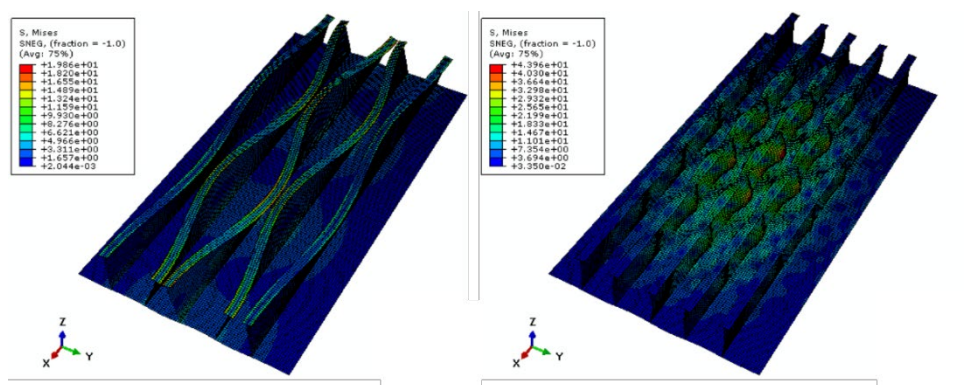 S, Mises
SNEG, (fraction = -1.0)
(Avg: 75%)
+1.986e+01
+1.820e+01
+1.655e+01
+1.489e+01
+1.324e+01
+1.159e+01
+9.930e+00
+8.276e+00
+6.621e+00
+4.966e+00
+3.311e+00
+1.657e+00
+2.044e-03
Z
Y
X
S, Mises
SNEG, (fraction = -1.0)
(Avg: 75%)
+4.396e+01
+4.030e+01
+3.664e+01
+3.298e+01
+2.932e+01
+2.565e+01
+2.199e+01
+1.833e+01
+1.467e+01
+1.101e+01
+7.354e+00
+3.694e+00
+3.350e-02
Z
Y
X